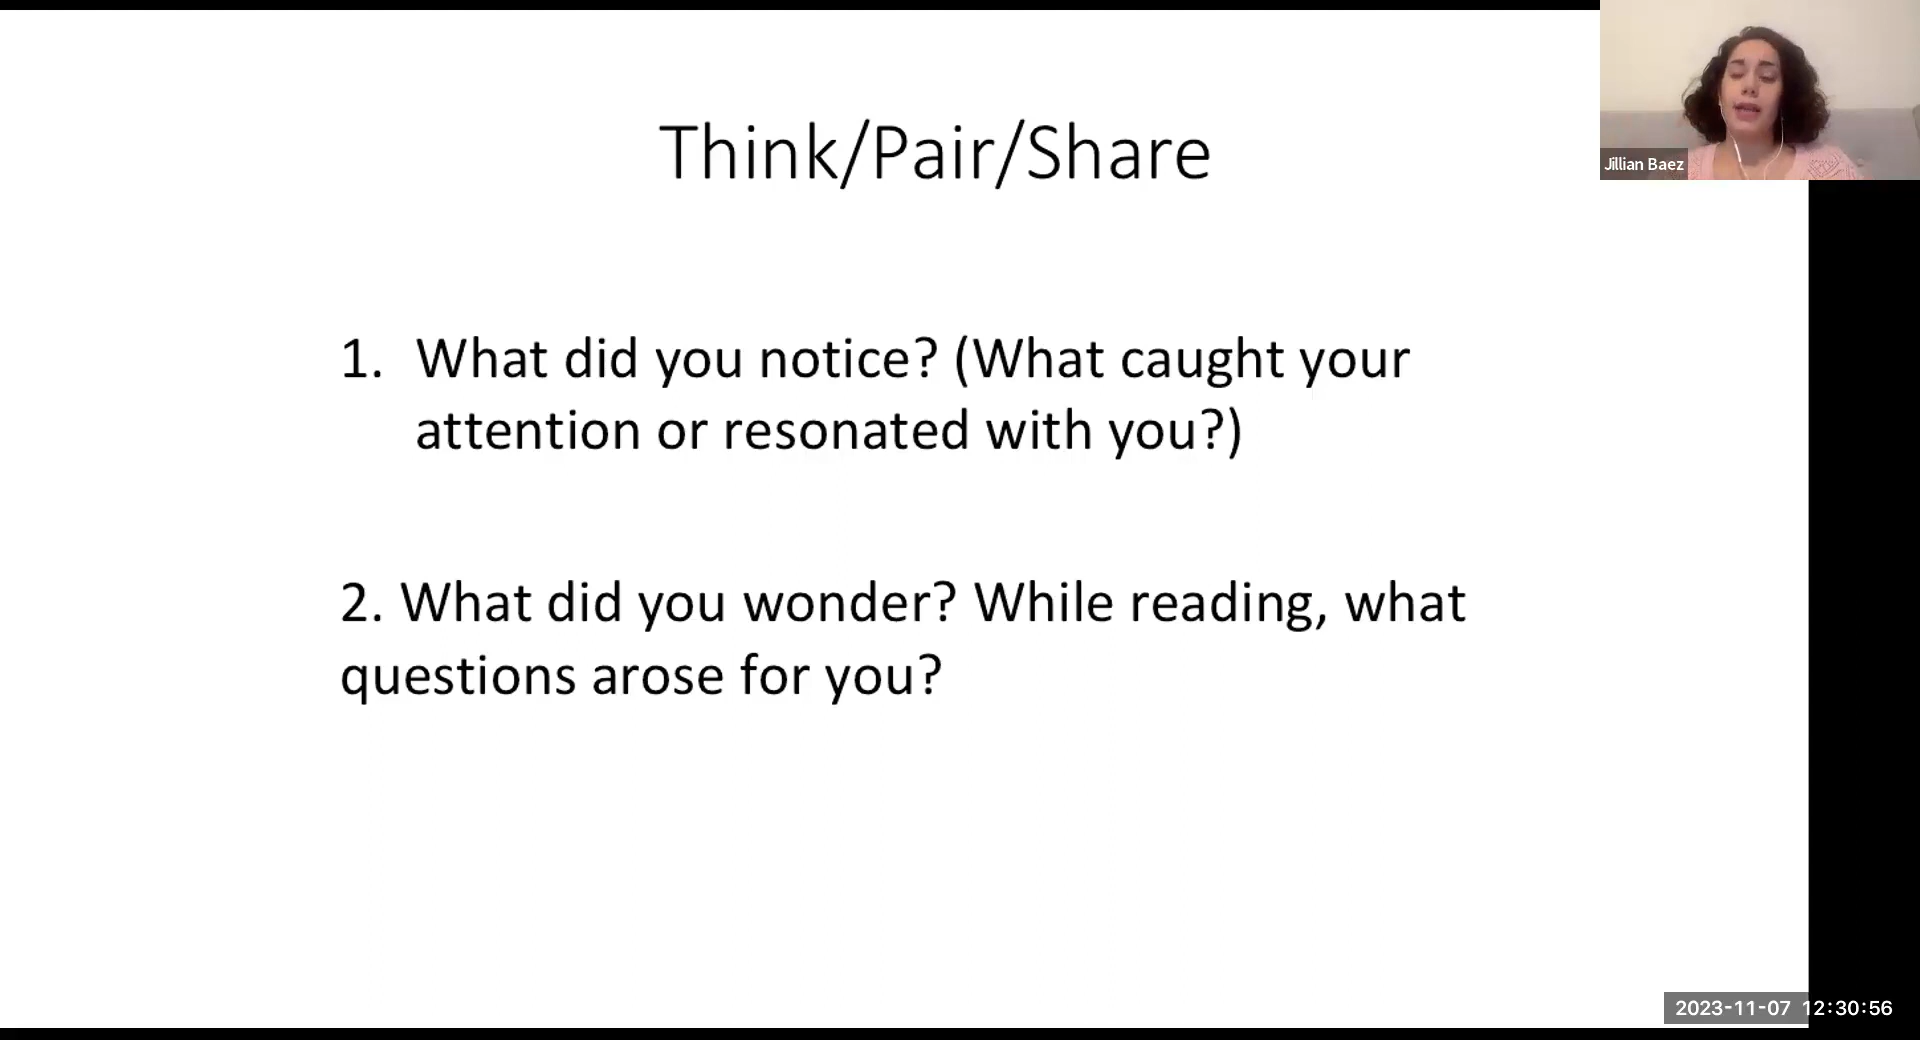 Think/Pair/Share
Jillian Baez
1. What did you notice? (What caught your
attention or resonated with you?)
2. What did you wonder? While reading, what
questions arose for you?
2023-11-07 12:30:56